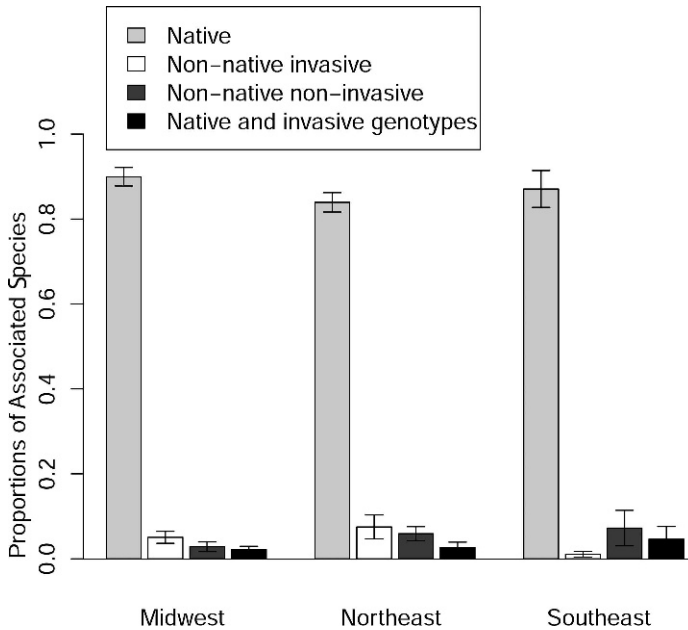 Native
Non-native invasive
Non-native non-invasive
Native and invasive genotypes
Proportions of Associated Species
1.0
0.8
0.6
0.4
0.2
0.0
Midwest Northeast Southeast